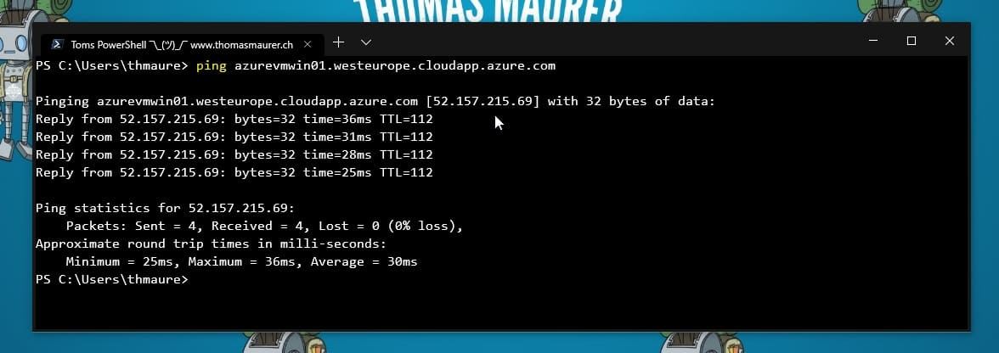 THOMAS MAURER
Toms PowerShell ¯\_(ツ)_/¯ www.thomasmaurer.ch
PS C:\Users\thmaure> ping azurevmwin01.westeurope.cloudapp.azure.com
Pinging azurevmwin01.westeurope.cloudapp.azure.com [52.157.215.69] with 32 bytes of data:
Reply from 52.157.215.69: bytes=32 time=36ms TTL=112
Reply from 52.157.215.69: bytes=32 time=31ms TTL=112
Reply from 52.157.215.69: bytes=32 time=28ms TTL=112
Reply from 52.157.215.69: bytes=32 time=25ms TTL=112
Ping statistics for 52.157.215.69:
    Packets: Sent = 4, Received = 4, Lost = 0 (0% loss),
Approximate round trip times in milli-seconds:
    Minimum = 25ms, Maximum = 36ms, Average = 30ms
PS C:\Users\thmaure>